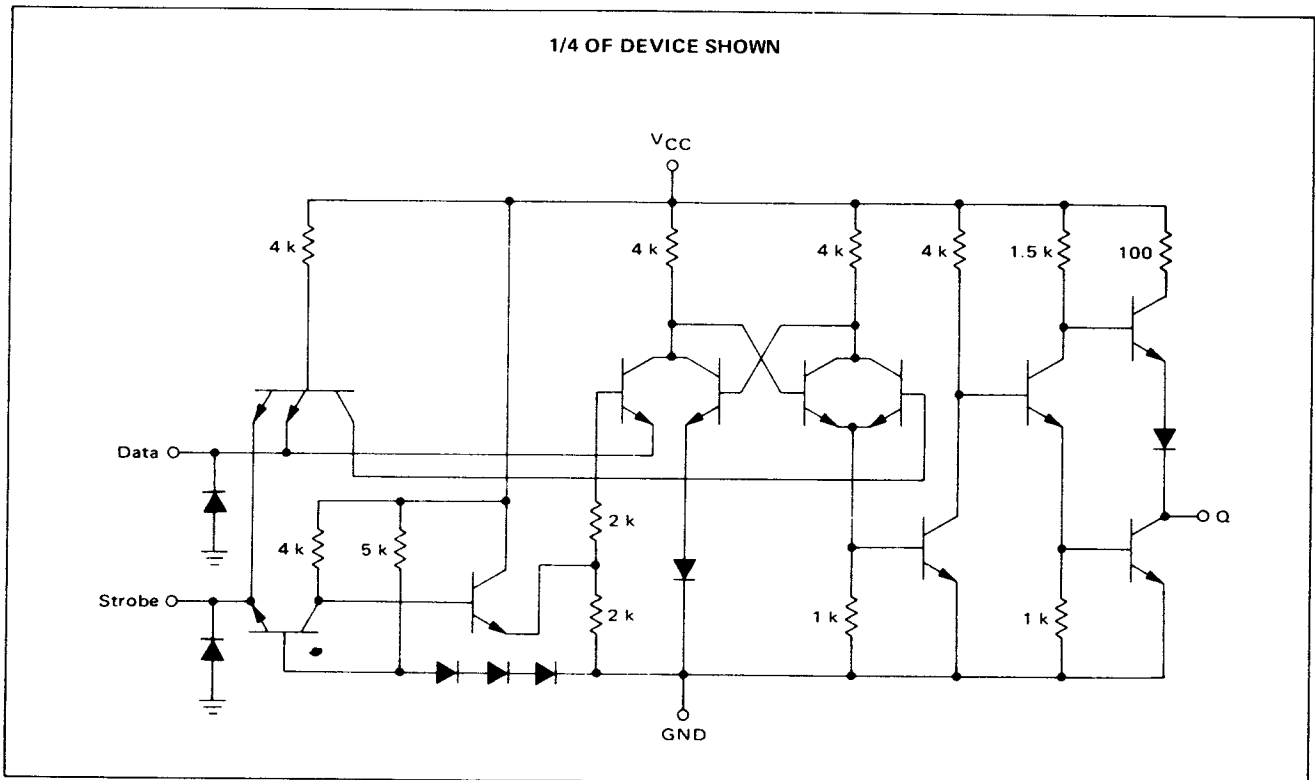 1/4 OF DEVICE SHOWN
VCC
4 k
4 k
4 k
4 k
1.5 k
100
Data
2 k
4 k
5 k
Q
Strobe
2 k
1 k
1 k
GND